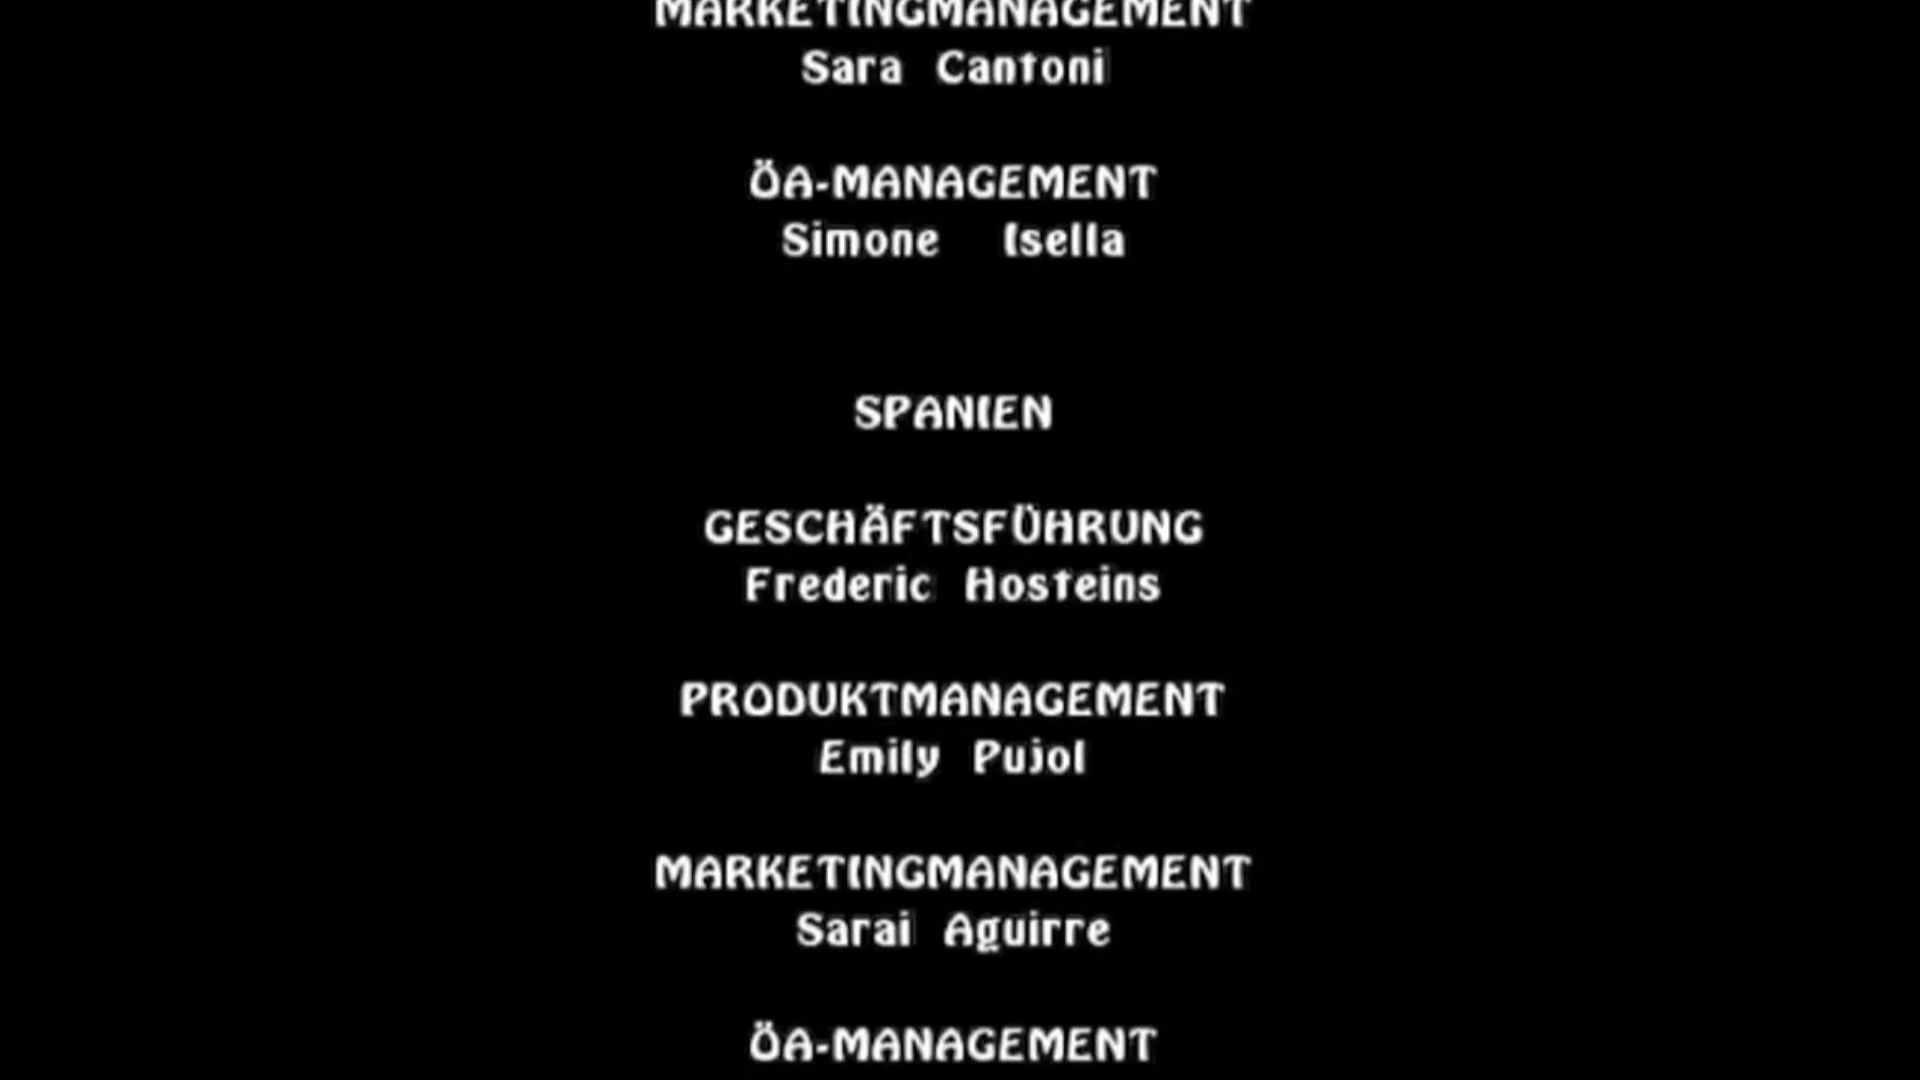 MARKETINGMANAGEMENT
Sara Cantoni
ÖA-MANAGEMENT
Simone Isella
SPANIEN
GESCHÄFTSFÜHRUNG
Frederic Hosteins
PRODUKTMANAGEMENT
Emily Pujol
MARKETINGMANAGEMENT
Sarai Aguirre
ÖA-MANAGEMENT